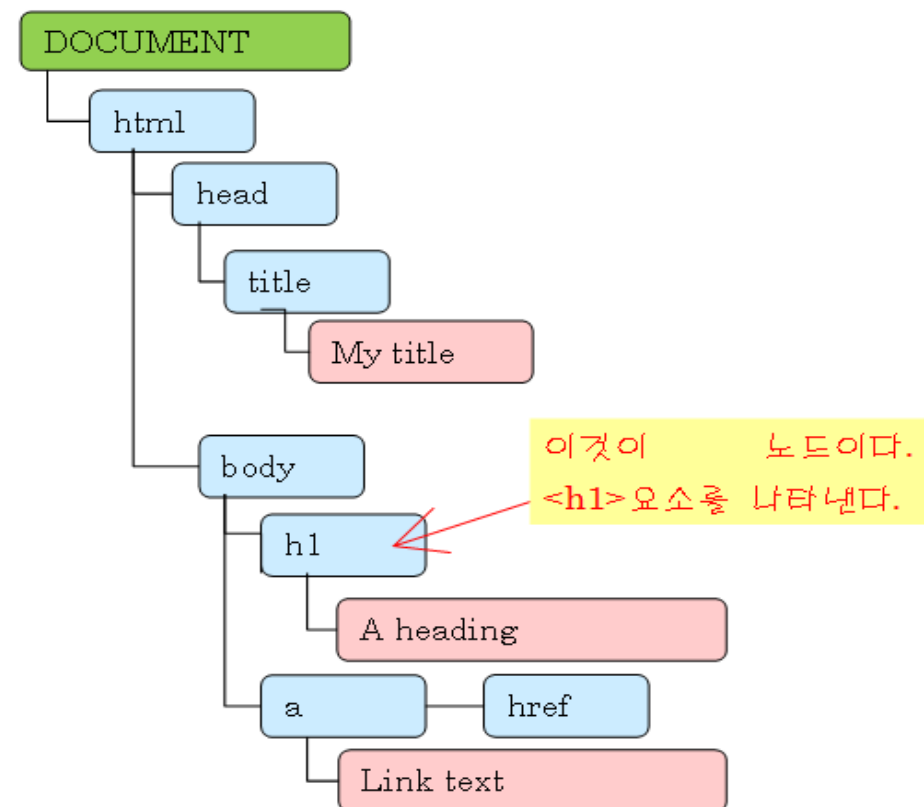 DOCUMENT
html
head
title
My title
body
이것이 노드이다.
<h1>요소를 나타낸다.
h1
A heading
a
href
Link text